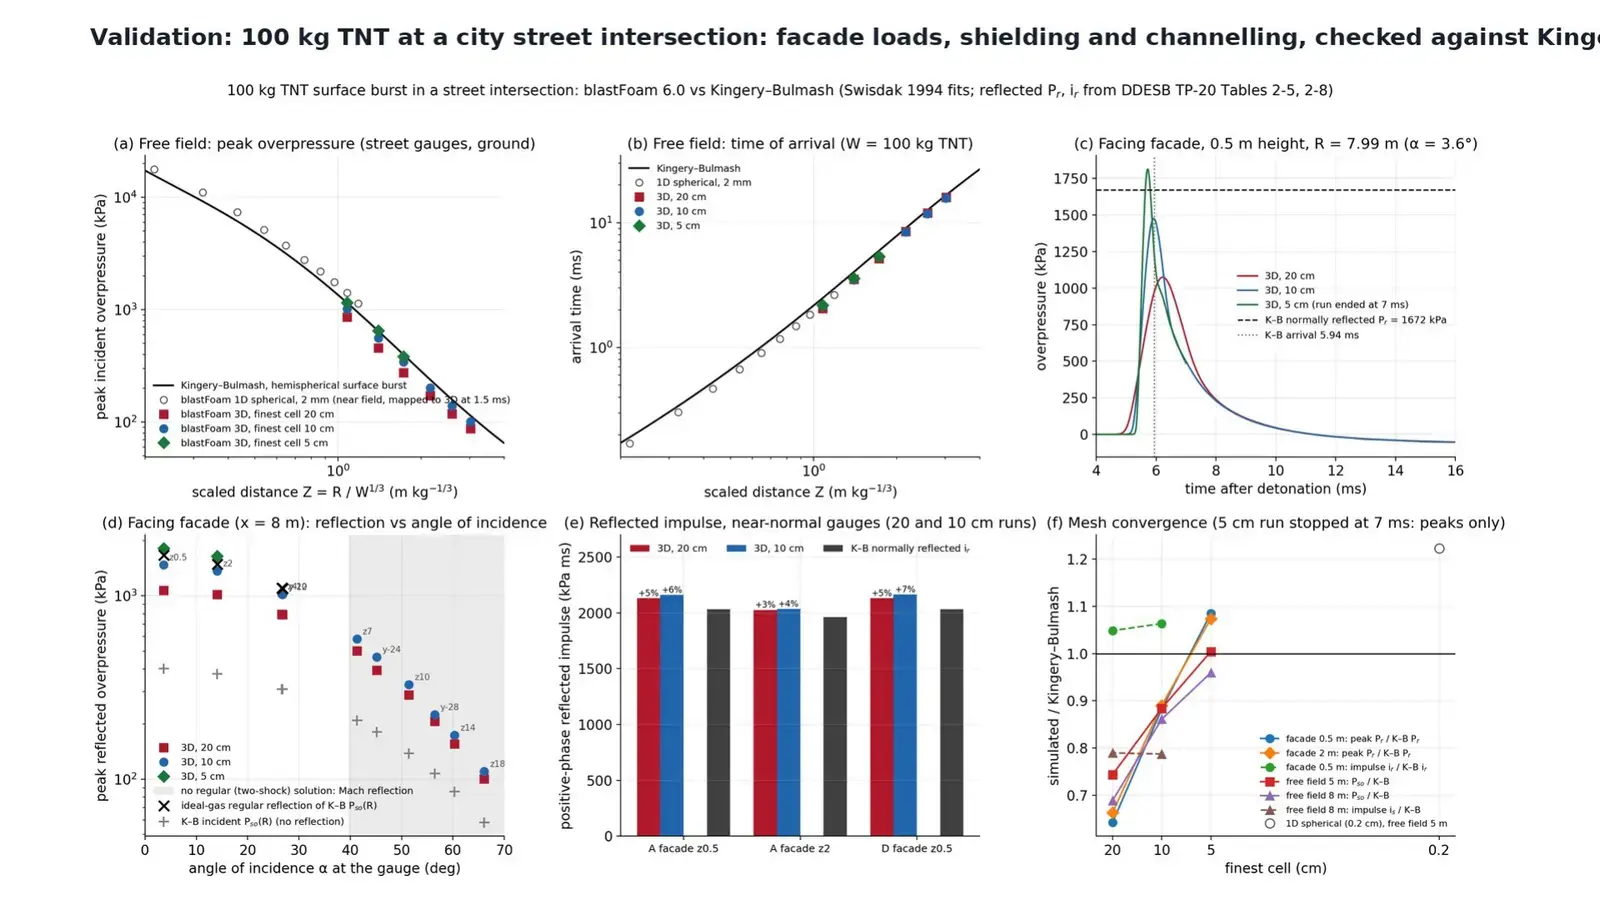 Validation: 100 kg TNT at a city street intersection: facade loads, shielding and channelling, checked against
100 kg TNT surface burst in a street intersection: blastFoam 6.0 vs Kingery–Bulmash (Swisdak 1994 fits; reflected Pr, ir from DDESB TP-20 Tables 2-5, 2-8)
(a) Free field: peak overpressure (street gauges, ground)
peak incident overpressure (kPa)
10⁴
10³
10²
Kingery–Bulmash, hemispherical surface burst
blastFoam 1D spherical, 2 mm (near field, mapped to 3D at 1.5 ms)
blastFoam 3D, finest cell 20 cm
blastFoam 3D, finest cell 10 cm
blastFoam 3D, finest cell 5 cm
10⁰
scaled distance Z = R / W¹/³ (m kg⁻¹/³)
(b) Free field: time of arrival (W = 100 kg TNT)
arrival time (ms)
10¹
10⁰
Kingery–Bulmash
1D spherical, 2 mm
3D, 20 cm
3D, 10 cm
3D, 5 cm
10⁰
scaled distance Z (m kg⁻¹/³)
(c) Facing facade, 0.5 m height, R = 7.99 m (α = 3.6°)
overpressure (kPa)
1750
1500
1250
1000
750
500
250
0
3D, 20 cm
3D, 10 cm
3D, 5 cm (run ended at 7 ms)
K–B normally reflected Pr = 1672 kPa
K–B arrival 5.94 ms
4 6 8 10 12 14 16
time after detonation (ms)
(d) Facing facade (x = 8 m): reflection vs angle of incidence
peak reflected overpressure (kPa)
10³
10²
z0.5
z2
z7
y-24
z10
y-28
z14
z18
3D, 20 cm
3D, 10 cm
3D, 5 cm
no regular (two-shock) solution: Mach reflection
ideal-gas regular reflection of K–B Pso(R)
K–B incident Pso(R) (no reflection)
0 10 20 30 40 50 60 70
angle of incidence α at the gauge (deg)
(e) Reflected impulse, near-normal gauges (20 and 10 cm runs)
positive-phase reflected impulse (kPa ms)
2500
2000
1500
1000
500
0
3D, 20 cm
3D, 10 cm
K–B normally reflected ir
+5% +6%
+3% +4%
+5% +7%
A facade z0.5
A facade z2
D facade z0.5
(f) Mesh convergence (5 cm run stopped at 7 ms: peaks only)
simulated / Kingery–Bulmash
1.2
1.1
1.0
0.9
0.8
0.7
facade 0.5 m: peak Pr / K–B Pr
facade 2 m: peak Pr / K–B Pr
facade 0.5 m: impulse ir / K–B ir
free field 5 m: Pso / K–B
free field 8 m: Pso / K–B
free field 8 m: impulse is / K–B
1D spherical (0.2 cm), free field 5 m
20 10 5 0.2
finest cell (cm)